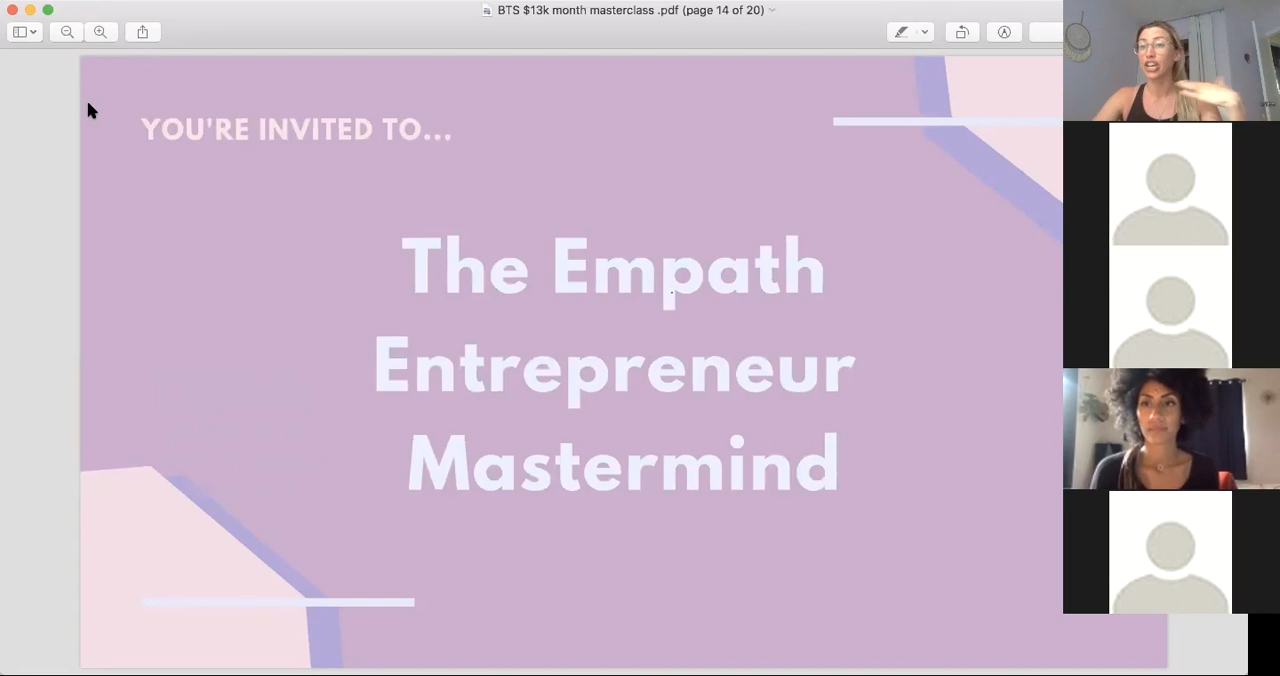 BTS $13k month masterclass .pdf (page 14 of 20)
YOU'RE INVITED TO...
The Empath
Entrepreneur
Mastermind